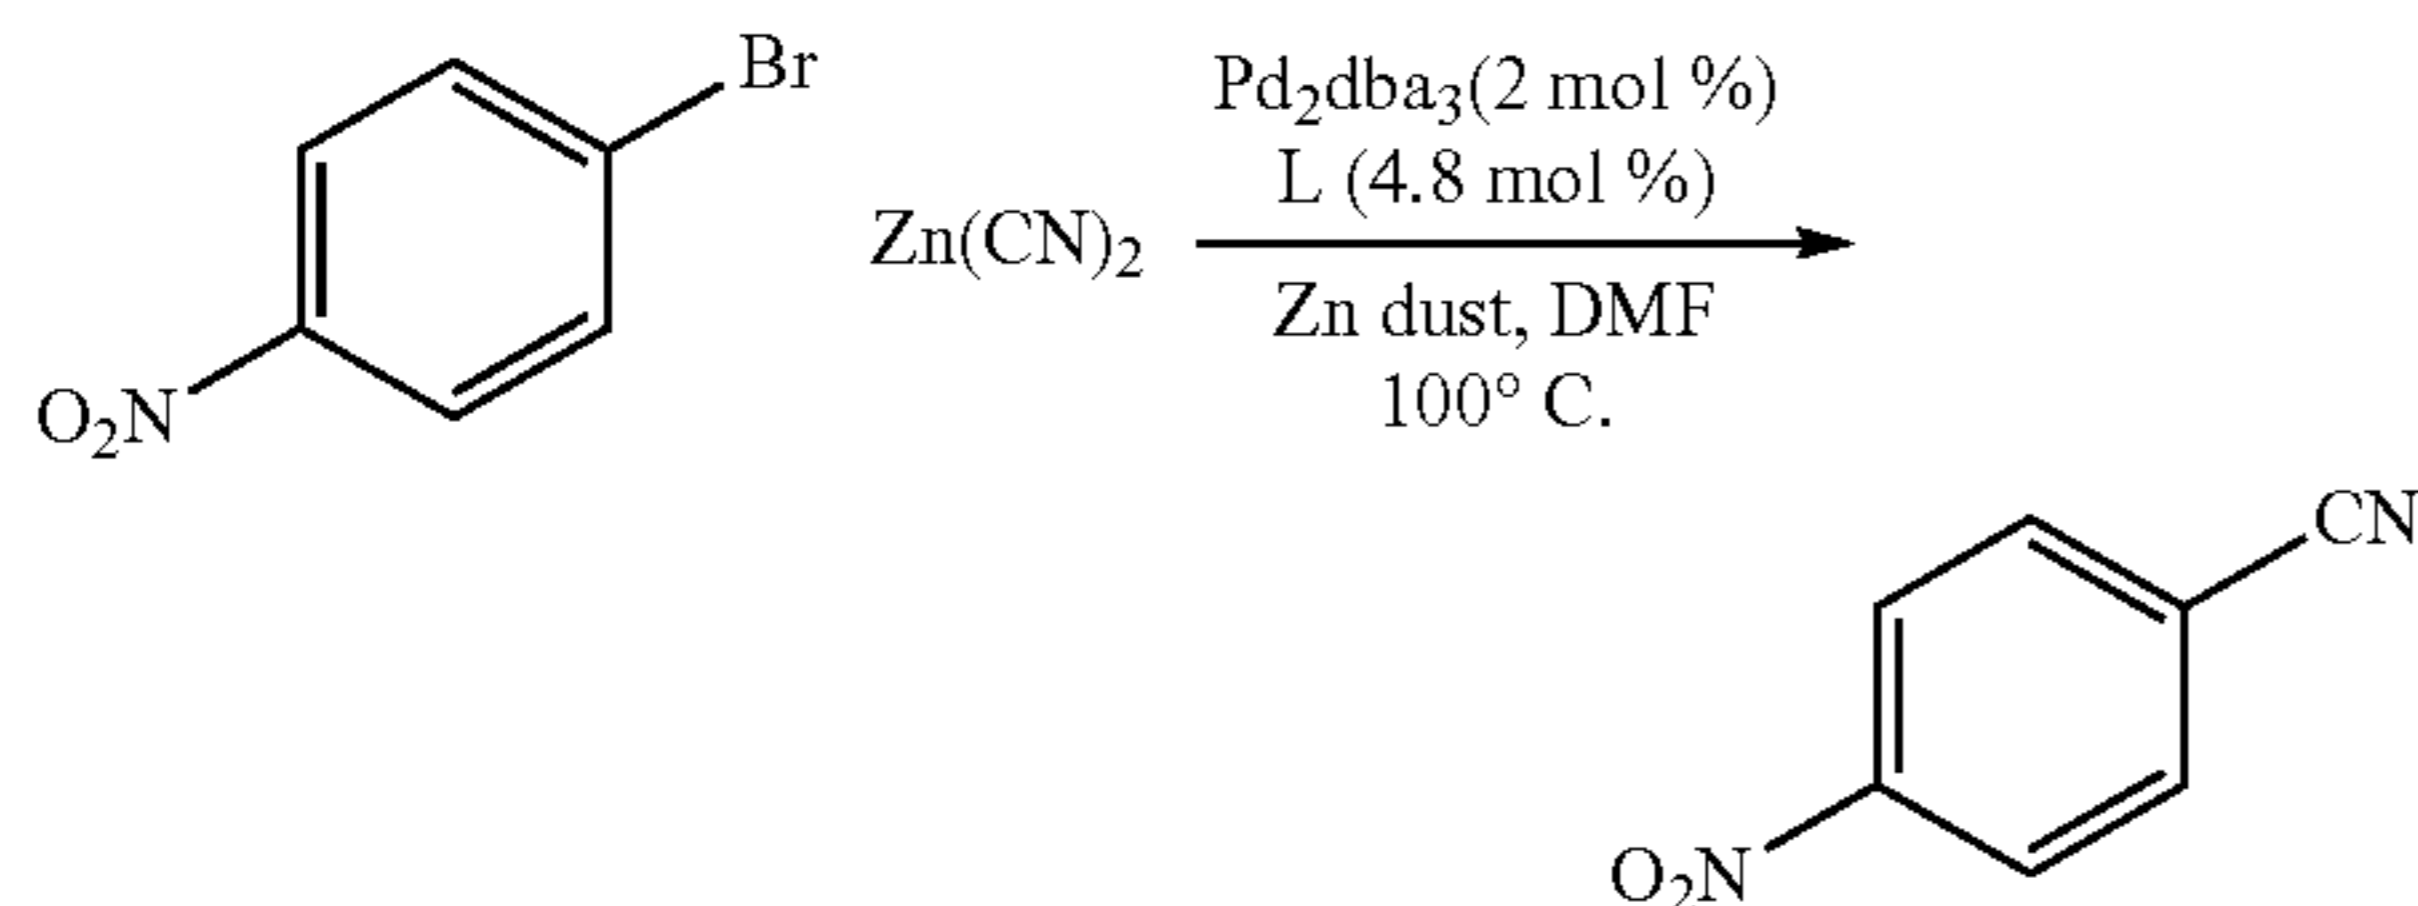 Br
Pd2dba3(2 mol %)
L (4.8 mol %)
Zn(CN)2
Zn dust, DMF
100° C.
O2N
CN
O2N